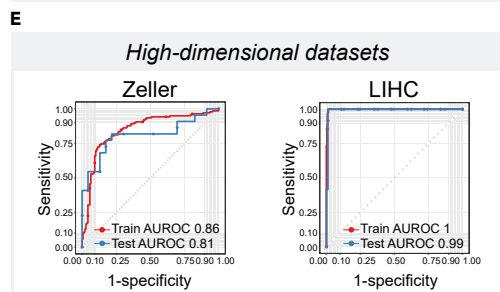 E
High-dimensional datasets
Zeller
LIHC
Sensitivity
1.00
0.90
0.75
0.50
0.25
0.10
0.00
Train AUROC 0.86
Test AUROC 0.81
0.00 0.10 0.25 0.50 0.75 0.90 1.00
1-specificity
Sensitivity
1.00
0.90
0.75
0.50
0.25
0.10
0.00
Train AUROC 1
Test AUROC 0.99
0.00 0.10 0.25 0.50 0.75 0.90 1.00
1-specificity